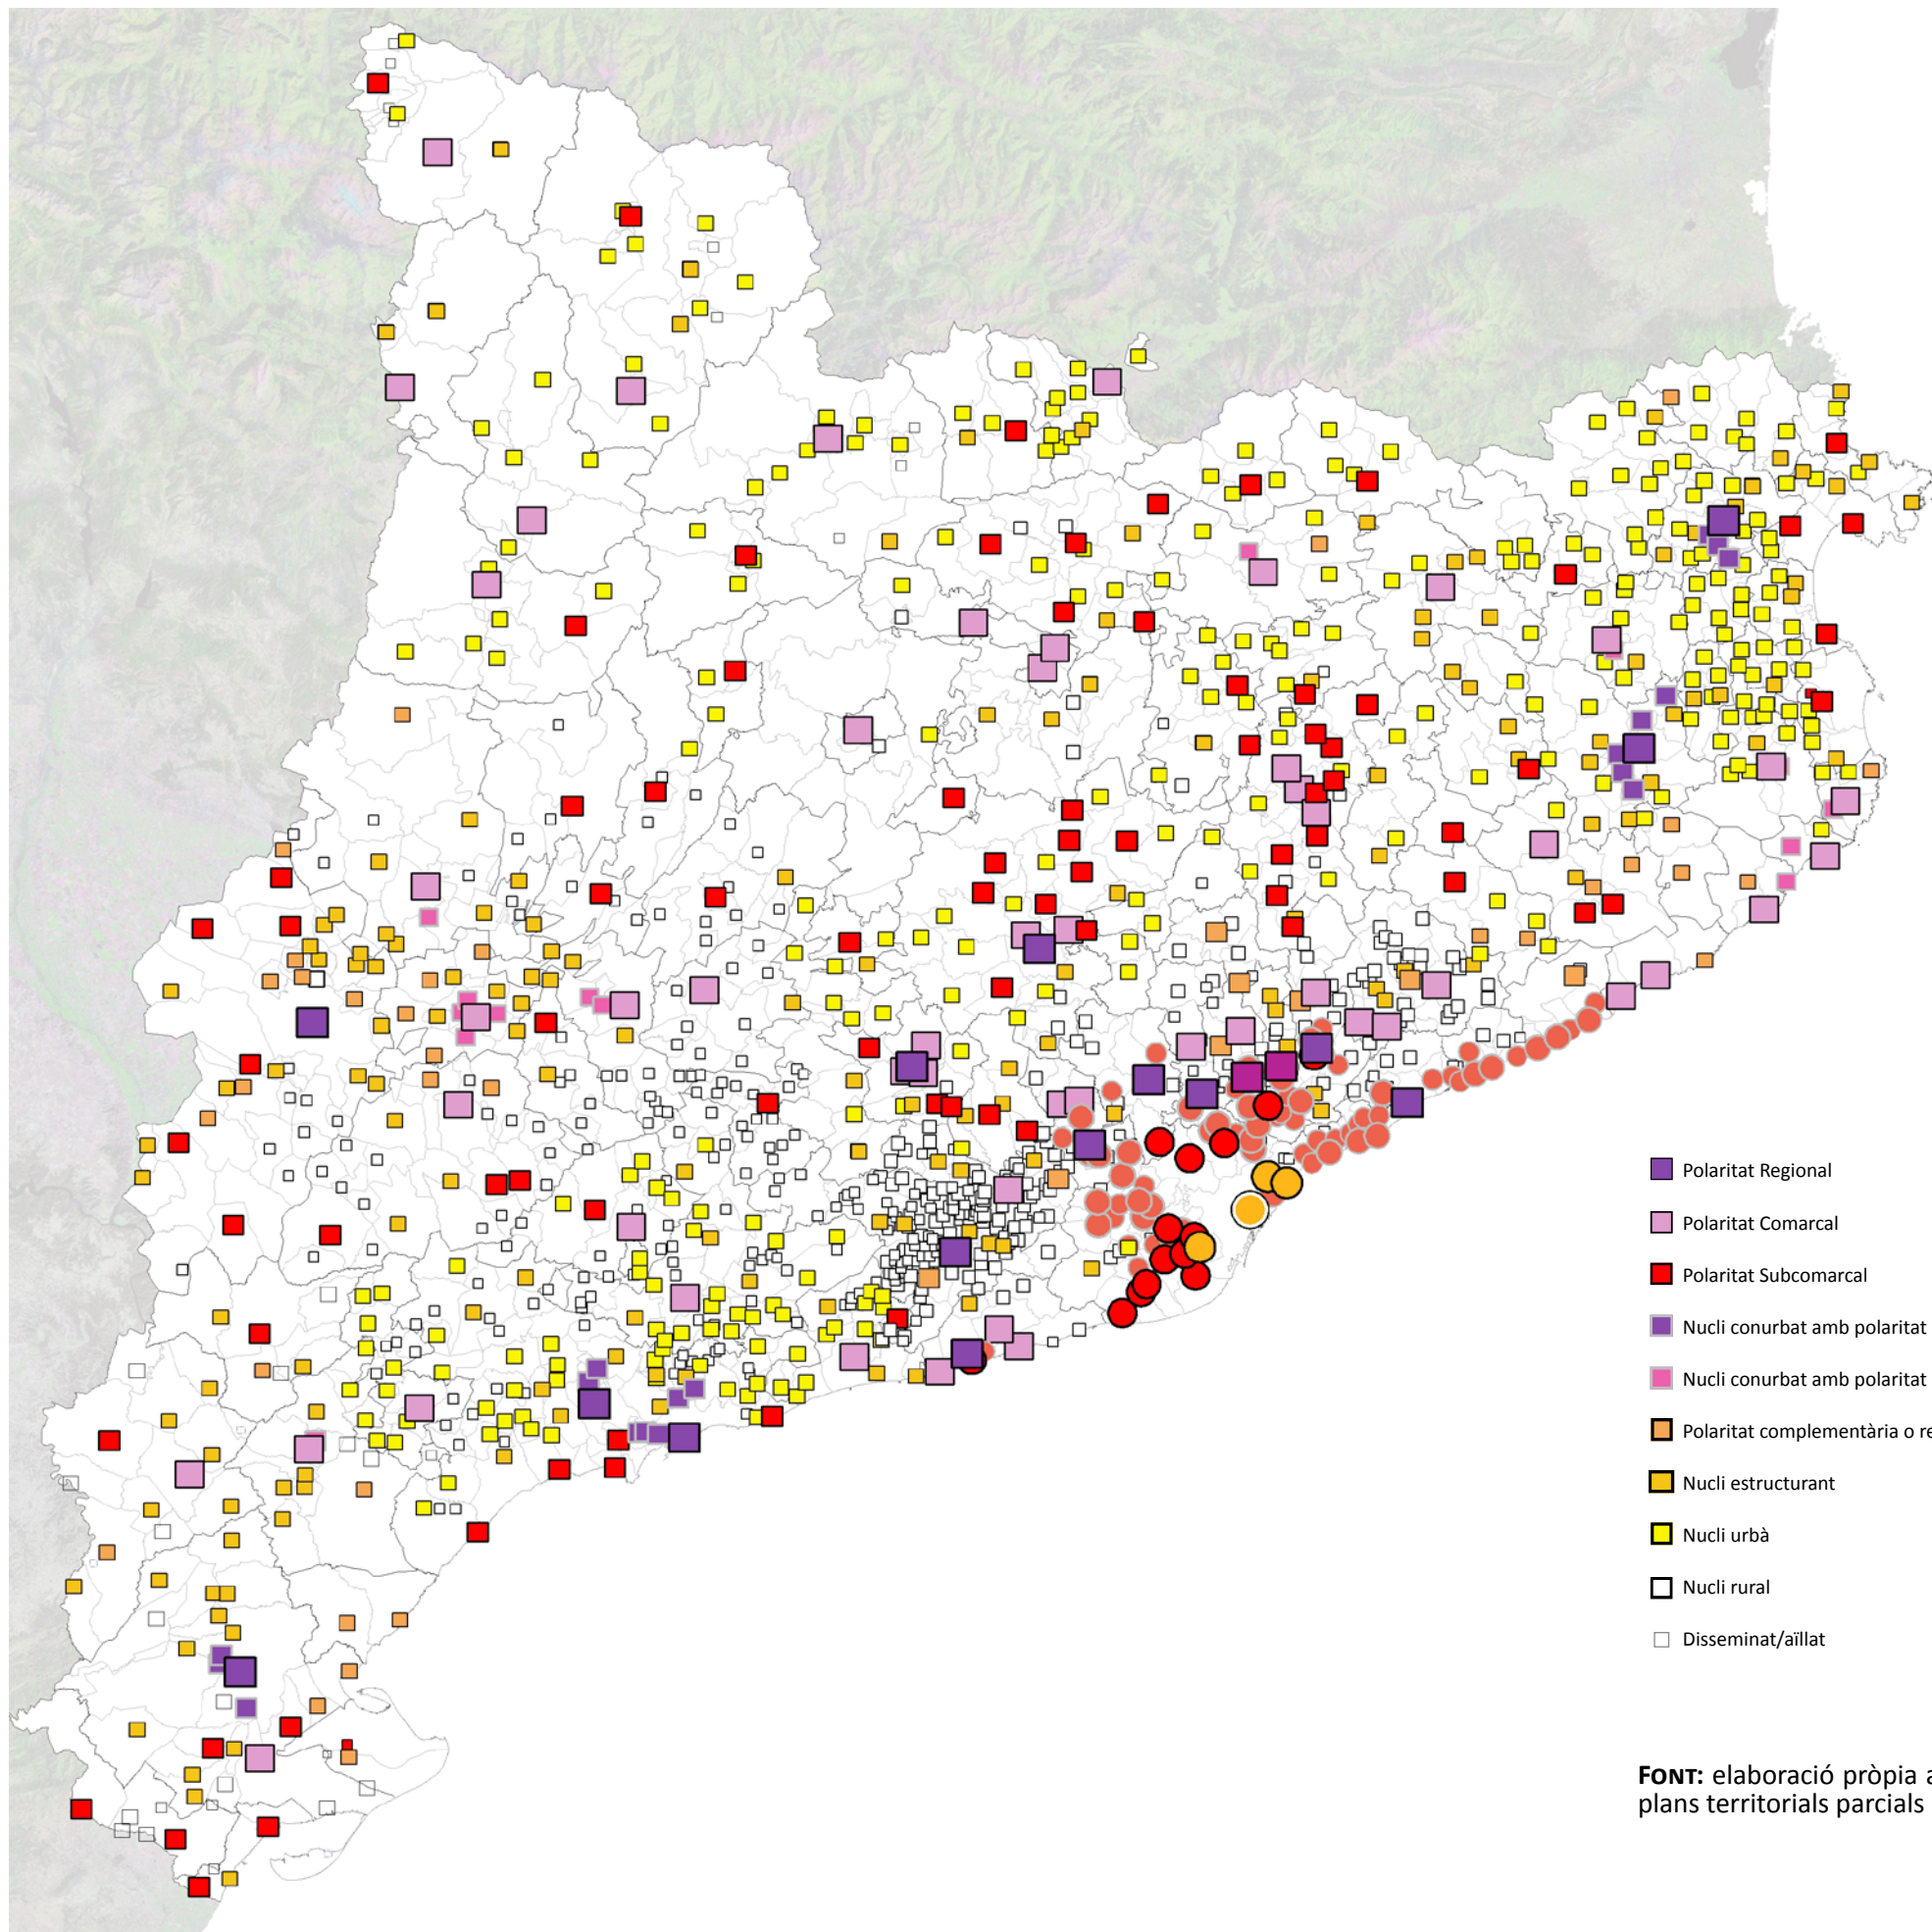 Polaritat Regional
Polaritat Comarcal
Polaritat Subcomarcal
Nucli conurbat amb polaritat
Nucli conurbat amb polaritat
Polaritat complementària o
Nucli estructurant
Nucli urbà
Nucli rural
Disseminat/aïllat
FONT: elaboració pròpia
plans territorials parcials